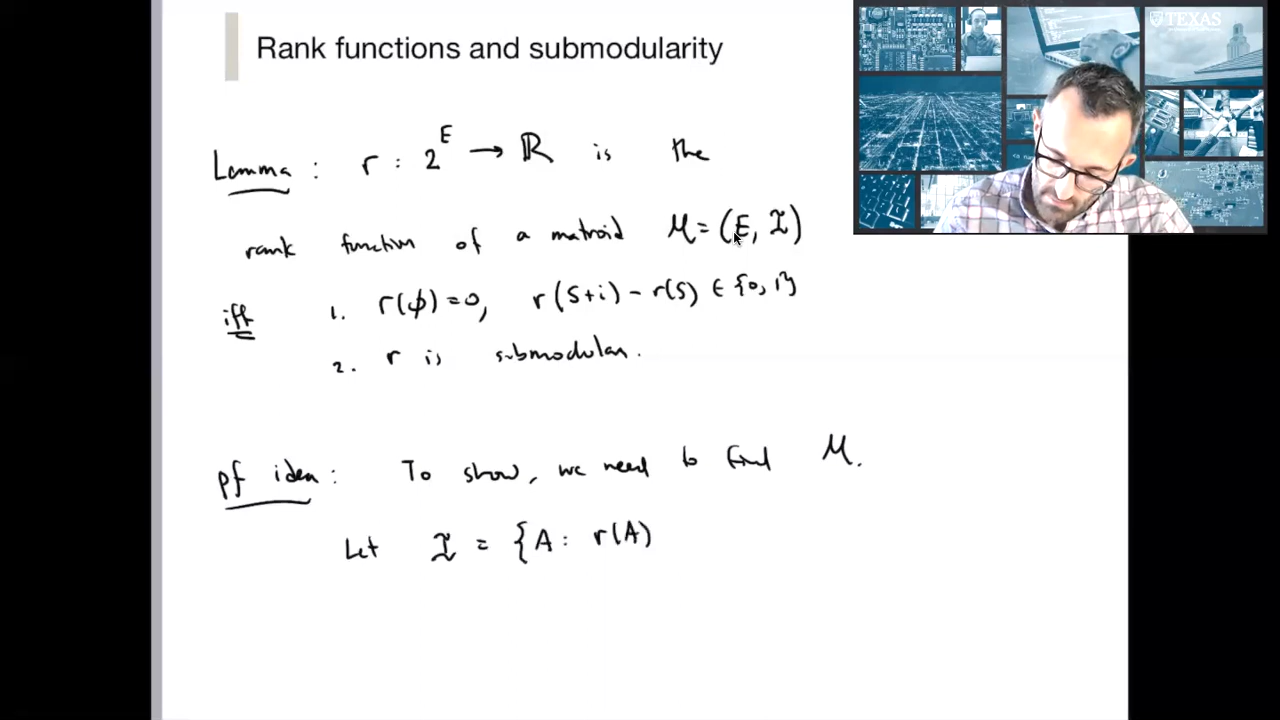 Rank functions and submodularity
TEXAS
Lemma : r : 2^E → ℝ is the
rank function of a matroid M = (E, I)
iff 1. r(φ) = 0, r(S+i) - r(S) ∈ {0, 1}
2. r is submodular.
pf idea : To show, we need to find M.
Let I = {A : r(A)